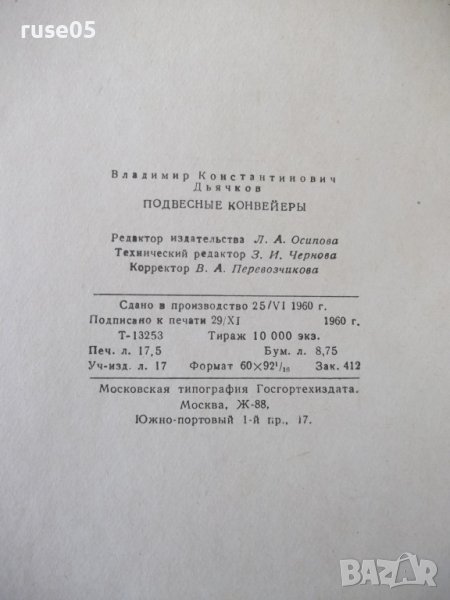 ruse05
Владимир Константинович
Дьячков
ПОДВЕСНЫЕ КОНВЕЙЕРЫ
Редактор издательства Л. А. Осипова
Технический редактор З. И. Чернова
Корректор В. А. Перевозчикова
Сдано в производство 25/VI 1960 г.
Подписано к печати 29/XI 1960 г.
Т-13253 Тираж 10 000 экз.
Печ. л. 17,5 Бум. л. 8,75
Уч-изд. л. 17 Формат 60×92¹/₁₆ Зак. 412
Московская типография Госгортехиздата.
Москва, Ж-88,
Южно-портовый 1-й пр., 17.
BAZAR